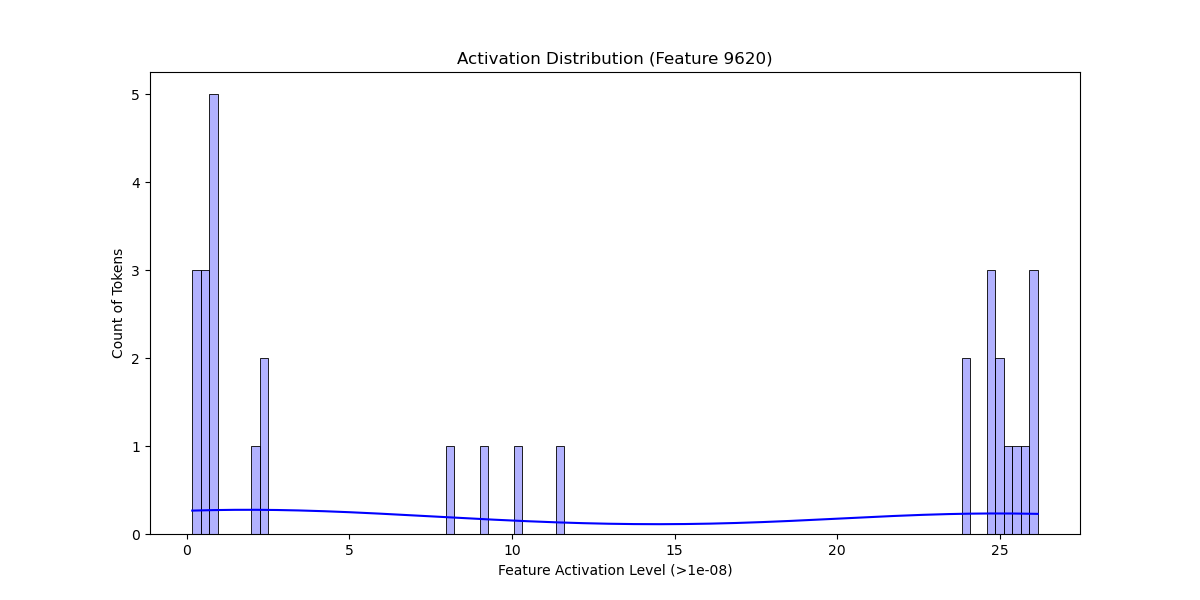 Activation Distribution (Feature 9620)
5
4
3
2
1
0
Count of Tokens
0 5 10 15 20 25
Feature Activation Level (>1e-08)